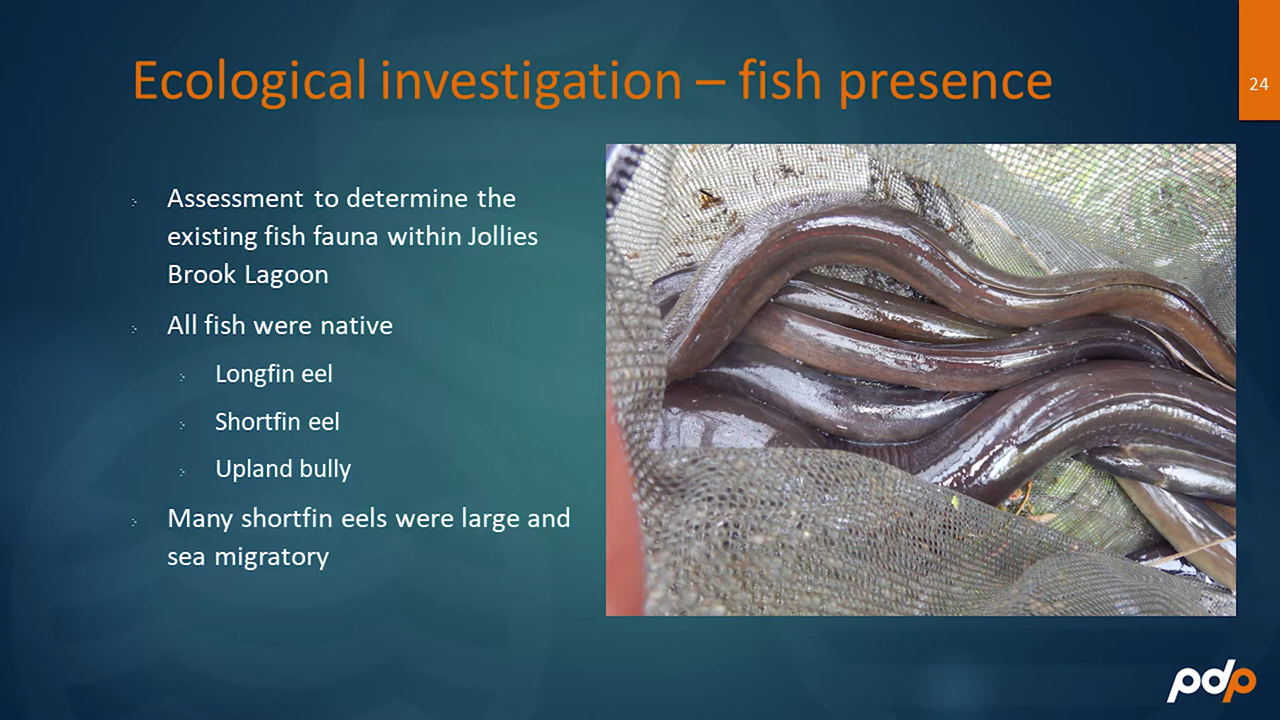 Ecological investigation – fish presence
24
Assessment to determine the
existing fish fauna within Jollies
Brook Lagoon
All fish were native
Longfin eel
Shortfin eel
Upland bully
Many shortfin eels were large and
sea migratory
pdp